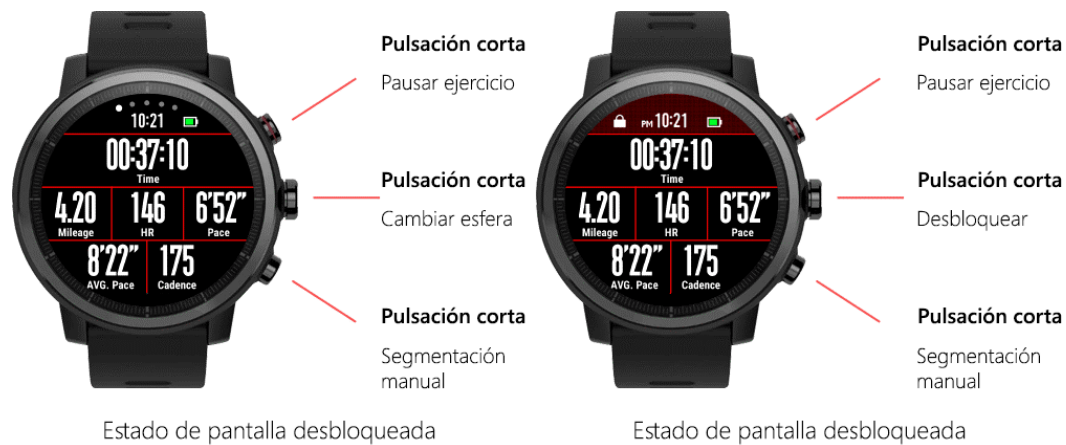 10:21
00:37:10
Time
4.20 146 6'52"
Mileage HR Pace
8'22" 175
AVG. Pace Cadence
Pulsación corta
Pausar ejercicio
Pulsación corta
Cambiar esfera
Pulsación corta
Segmentación
manual
Estado de pantalla desbloqueada
PM 10:21
00:37:10
Time
4.20 146 6'52"
Mileage HR Pace
8'22" 175
AVG. Pace Cadence
Pulsación corta
Pausar ejercicio
Pulsación corta
Desbloquear
Pulsación corta
Segmentación
manual
Estado de pantalla desbloqueada